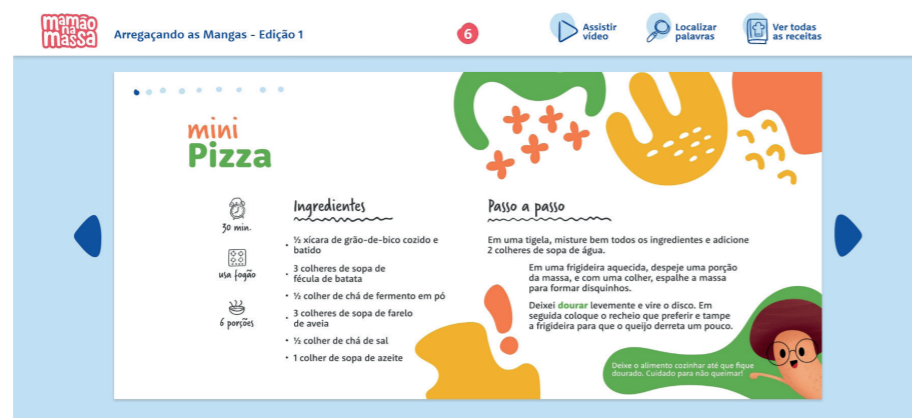 mamão
na
massa
Arregaçando as Mangas - Edição 1
6
Assistir
vídeo
Localizar
palavras
Ver todas
as receitas
mini
Pizza
30 min.
usa fogão
6 porções
Ingredientes
· ½ xícara de grão-de-bico cozido e
batido
· 3 colheres de sopa de
fécula de batata
· ½ colher de chá de fermento em pó
· 3 colheres de sopa de farelo
de aveia
· ½ colher de chá de sal
· 1 colher de sopa de azeite
Passo a passo
Em uma tigela, misture bem todos os ingredientes e adicione
2 colheres de sopa de água.
Em uma frigideira aquecida, despeje uma porção
da massa, e com uma colher, espalhe a massa
para formar disquinhos.
Deixei dourar levemente e vire o disco. Em
seguida coloque o recheio que preferir e tampe
a frigideira para que o queijo derreta um pouco.
Deixe o alimento cozinhar até que fique
dourado. Cuidado para não queimar!